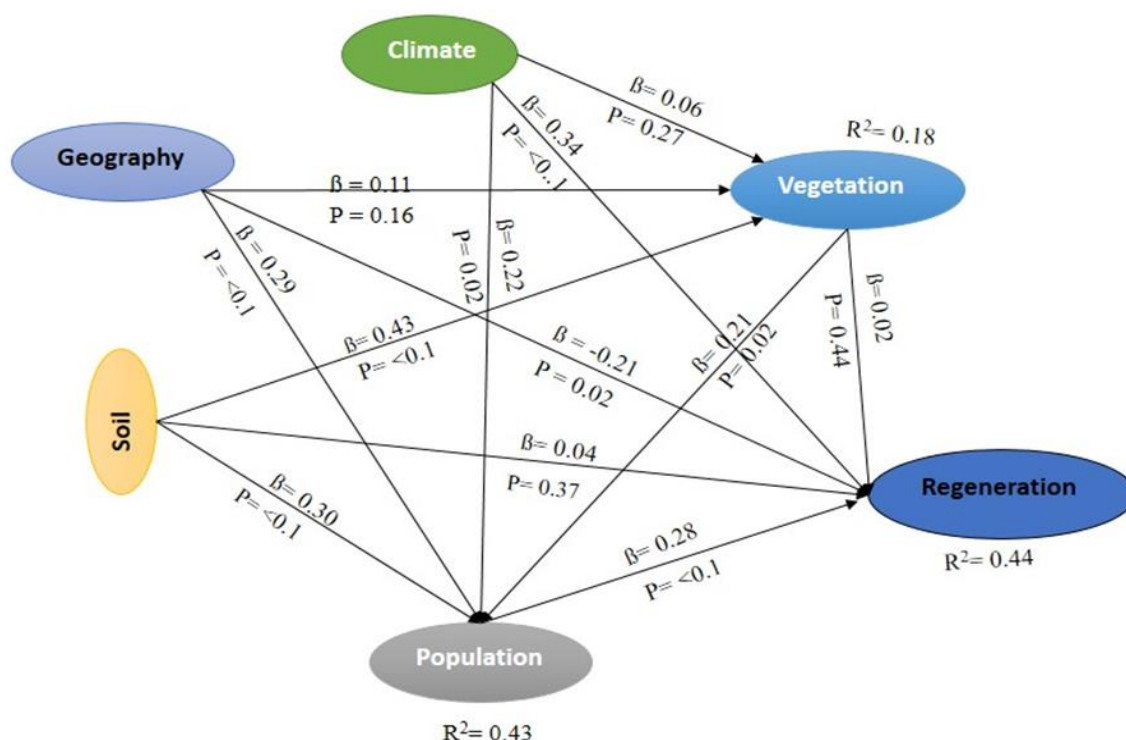 Climate
ß= 0.06
P= 0.27
ß= 0.34
P= <0..1
R²= 0.18
Geography
Vegetation
ß = 0.11
P = 0.16
ß = 0.29
P= <0.1
ß= 0.22
P= 0.02
ß= 0.02
P= 0.44
ß= 0.43
P= <0.1
ß = -0.21
P = 0.02
ß= 0.21
P= 0.02
Soil
ß= 0.04
P= 0.37
ß= 0.30
P= <0.1
Regeneration
R²= 0.44
ß= 0.28
P= <0.1
Population
R²= 0.43